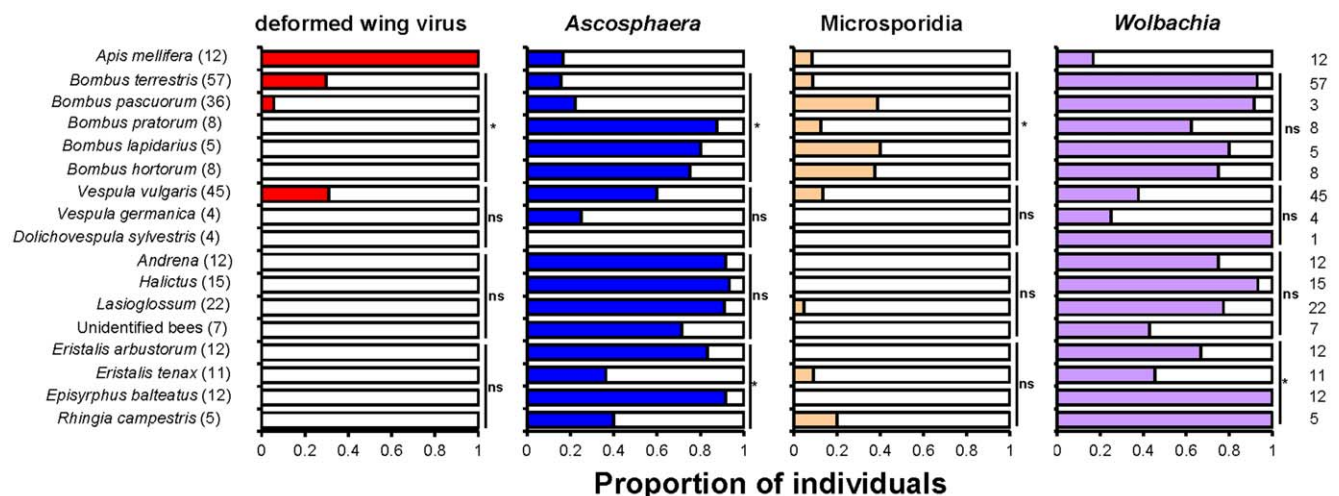 deformed wing virus Ascosphaera Microsporidia Wolbachia
Apis mellifera (12) 12
Bombus terrestris (57) 57
Bombus pascuorum (36) 3
Bombus pratorum (8) * * * 8 ns
Bombus lapidarius (5) 5
Bombus hortorum (8) 8
Vespula vulgaris (45) 45
Vespula germanica (4) ns ns ns ns 4
Dolichovespula sylvestris (4) 1
Andrena (12) 12
Halictus (15) ns ns ns ns 15
Lasioglossum (22) 22
Unidentified bees (7) 7
Eristalis arbustorum (12) 12
Eristalis tenax (11) ns * ns * 11
Episyrphus balteatus (12) 12
Rhingia campestris (5) 5
0 0.2 0.4 0.6 0.8 1 0 0.2 0.4 0.6 0.8 1 0 0.2 0.4 0.6 0.8 1 0 0.2 0.4 0.6 0.8 1
Proportion of individuals